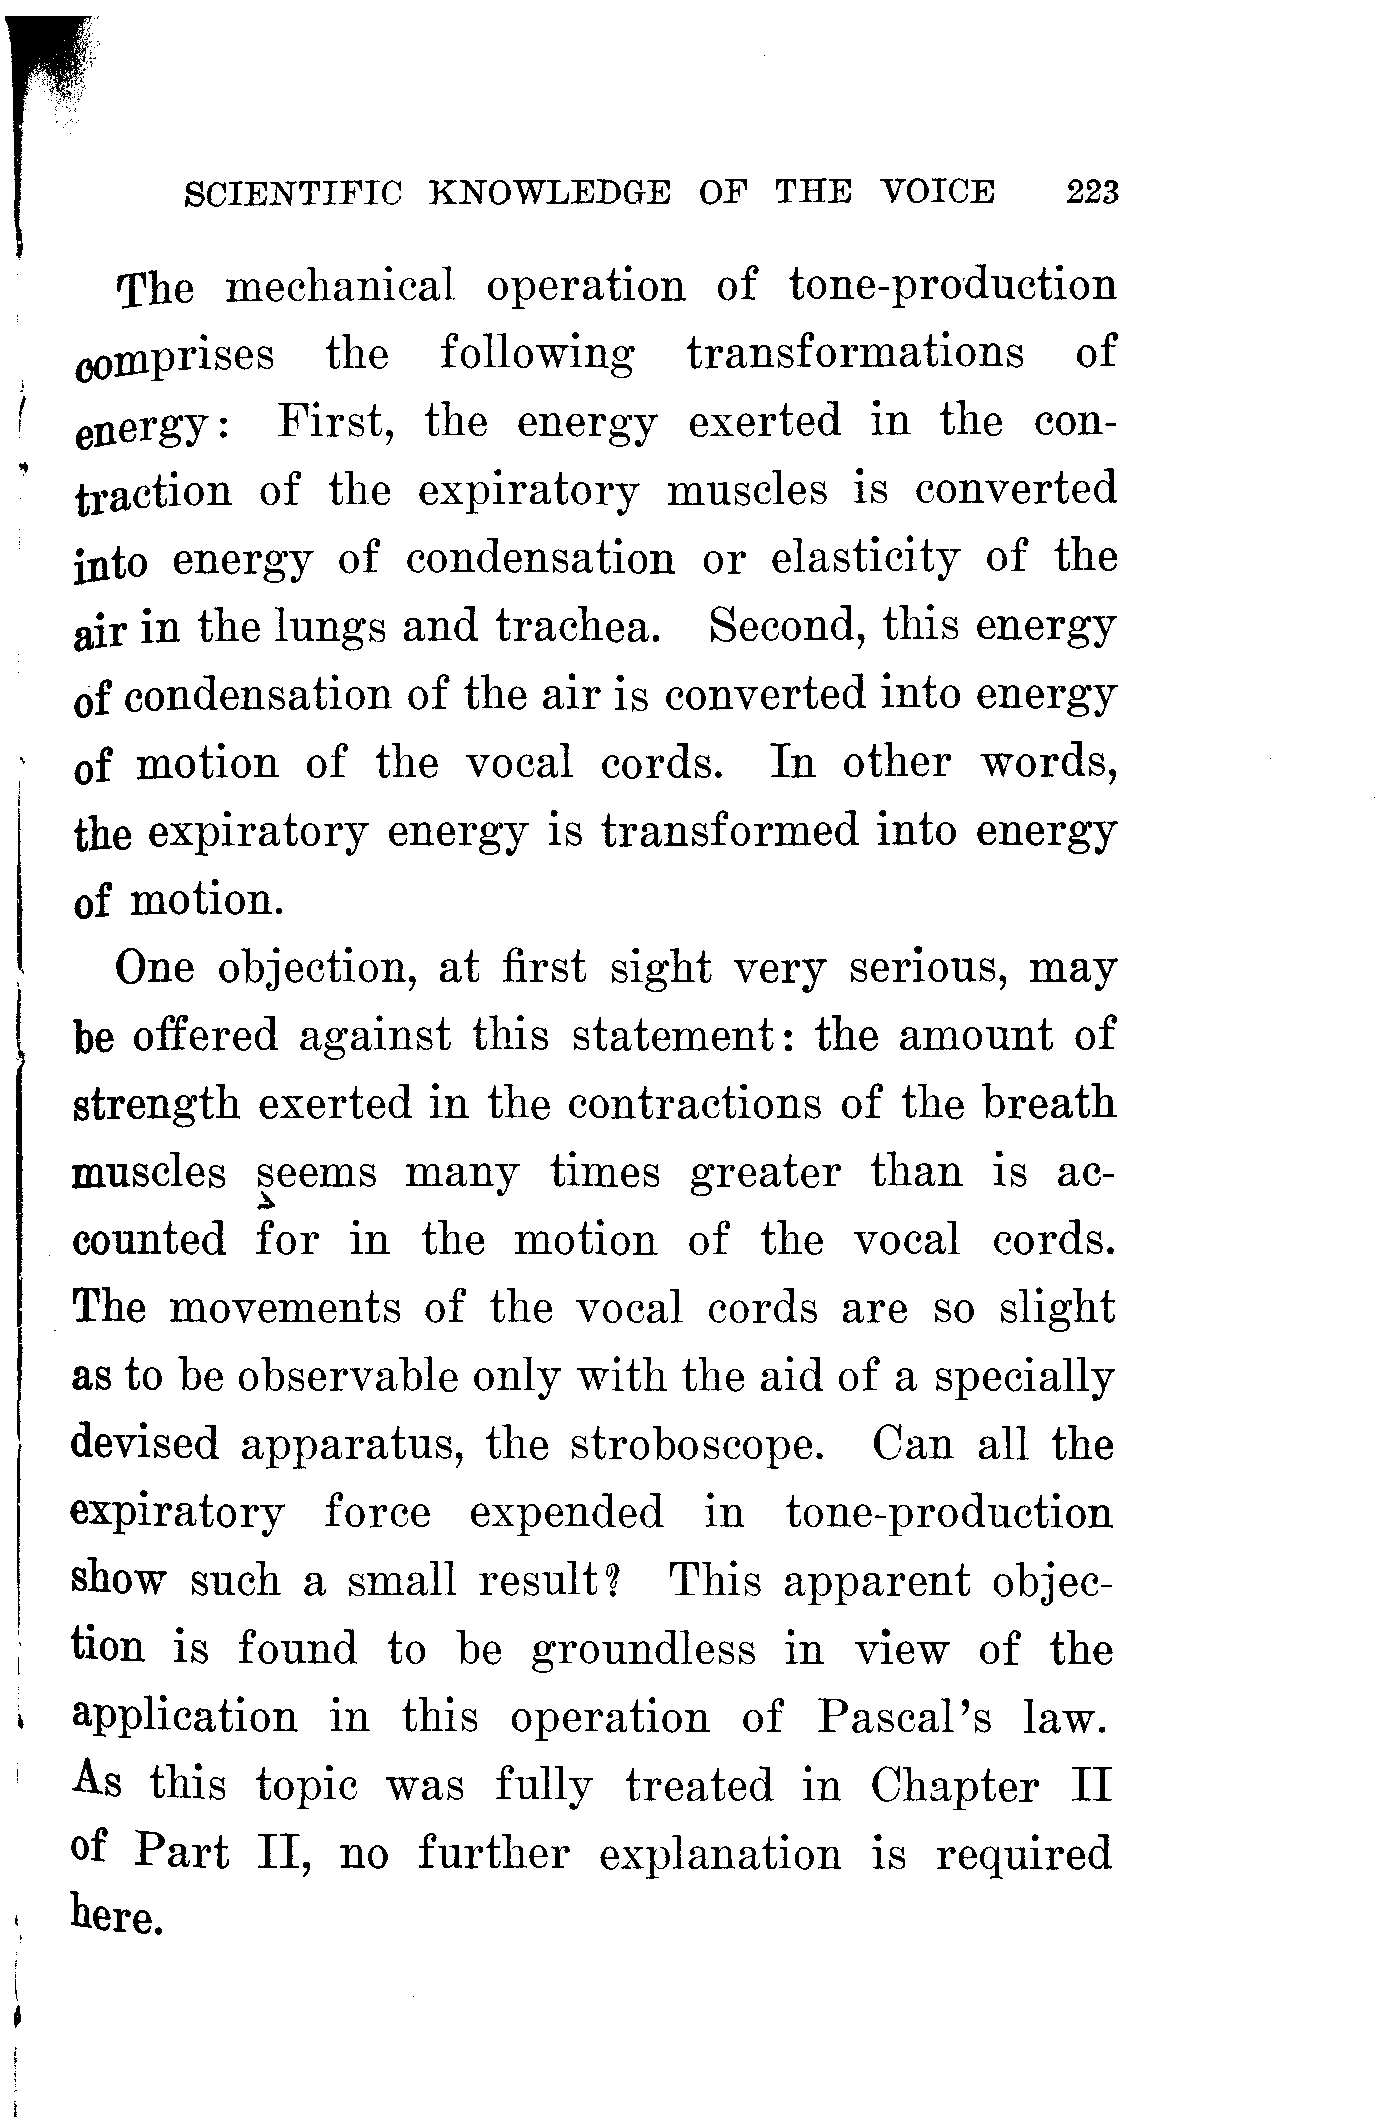 SCIENTIFIC KNOWLEDGE OF THE VOICE 223
The mechanical operation of tone-production
comprises the following transformations of
energy: First, the energy exerted in the con-
traction of the expiratory muscles is converted
into energy of condensation or elasticity of the
air in the lungs and trachea. Second, this energy
of condensation of the air is converted into energy
of motion of the vocal cords. In other words,
the expiratory energy is transformed into energy
of motion.
One objection, at first sight very serious, may
be offered against this statement: the amount of
strength exerted in the contractions of the breath
muscles seems many times greater than is ac-
counted for in the motion of the vocal cords.
The movements of the vocal cords are so slight
as to be observable only with the aid of a specially
devised apparatus, the stroboscope. Can all the
expiratory force expended in tone-production
show such a small result? This apparent objec-
tion is found to be groundless in view of the
application in this operation of Pascal's law.
As this topic was fully treated in Chapter II
of Part II, no further explanation is required
here.